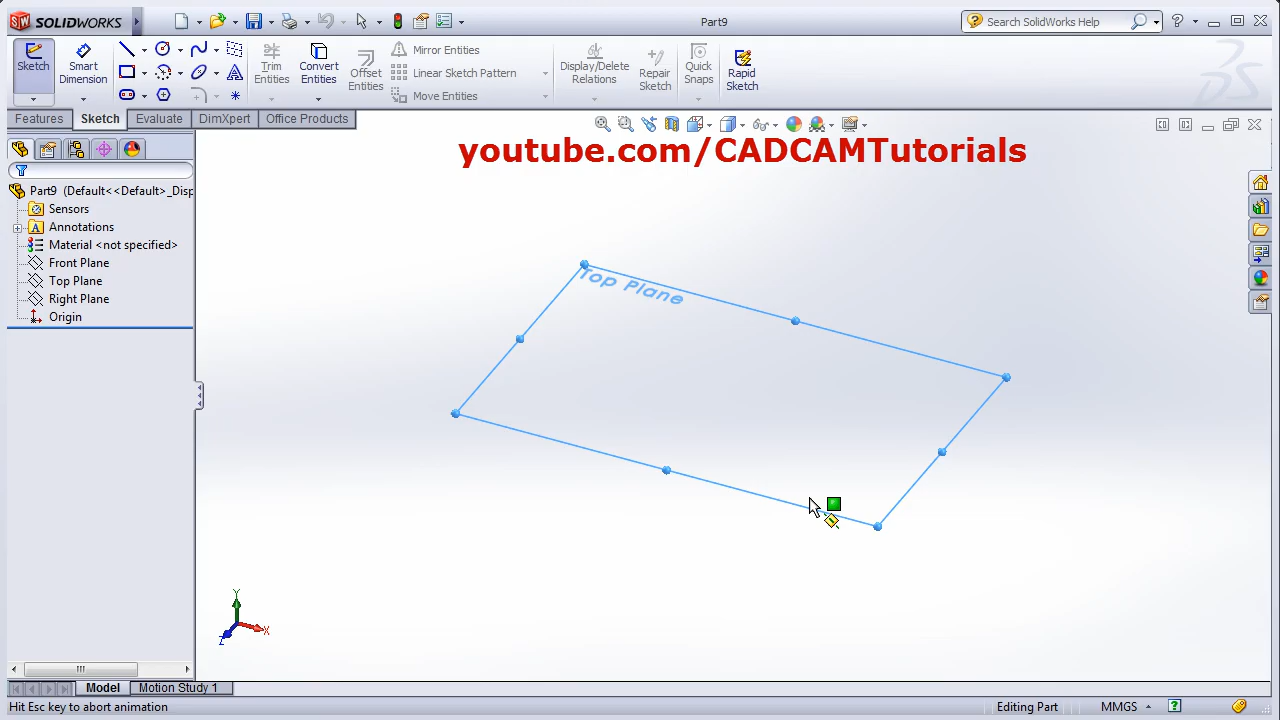 SOLIDWORKS
Part9
Search SolidWorks Help
Sketch
Smart Dimension
Trim Entities
Convert Entities
Offset Entities
Mirror Entities
Linear Sketch Pattern
Move Entities
Display/Delete Relations
Repair Sketch
Quick Snaps
Rapid Sketch
Features
Sketch
Evaluate
DimXpert
Office Products
youtube.com/CADCAMTutorials
Part9 (Default<<Default>_Disp
Sensors
Annotations
Material <not specified>
Front Plane
Top Plane
Right Plane
Origin
Top Plane
Y
X
Z
Model
Motion Study 1
Hit Esc key to abort animation
Editing Part
MMGS